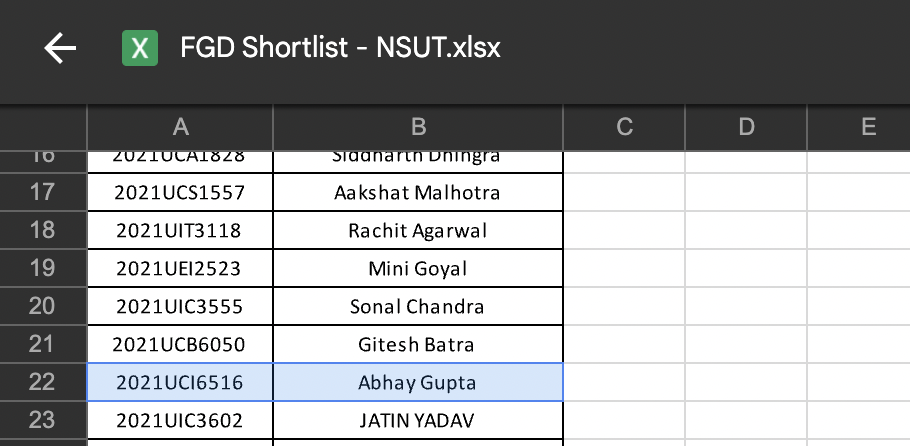 X FGD Shortlist - NSUT.xlsx
A B C D E
16 2021UCA1828 Siddharth Dhingra
17 2021UCS1557 Aakshat Malhotra
18 2021UIT3118 Rachit Agarwal
19 2021UEI2523 Mini Goyal
20 2021UIC3555 Sonal Chandra
21 2021UCB6050 Gitesh Batra
22 2021UCI6516 Abhay Gupta
23 2021UIC3602 JATIN YADAV